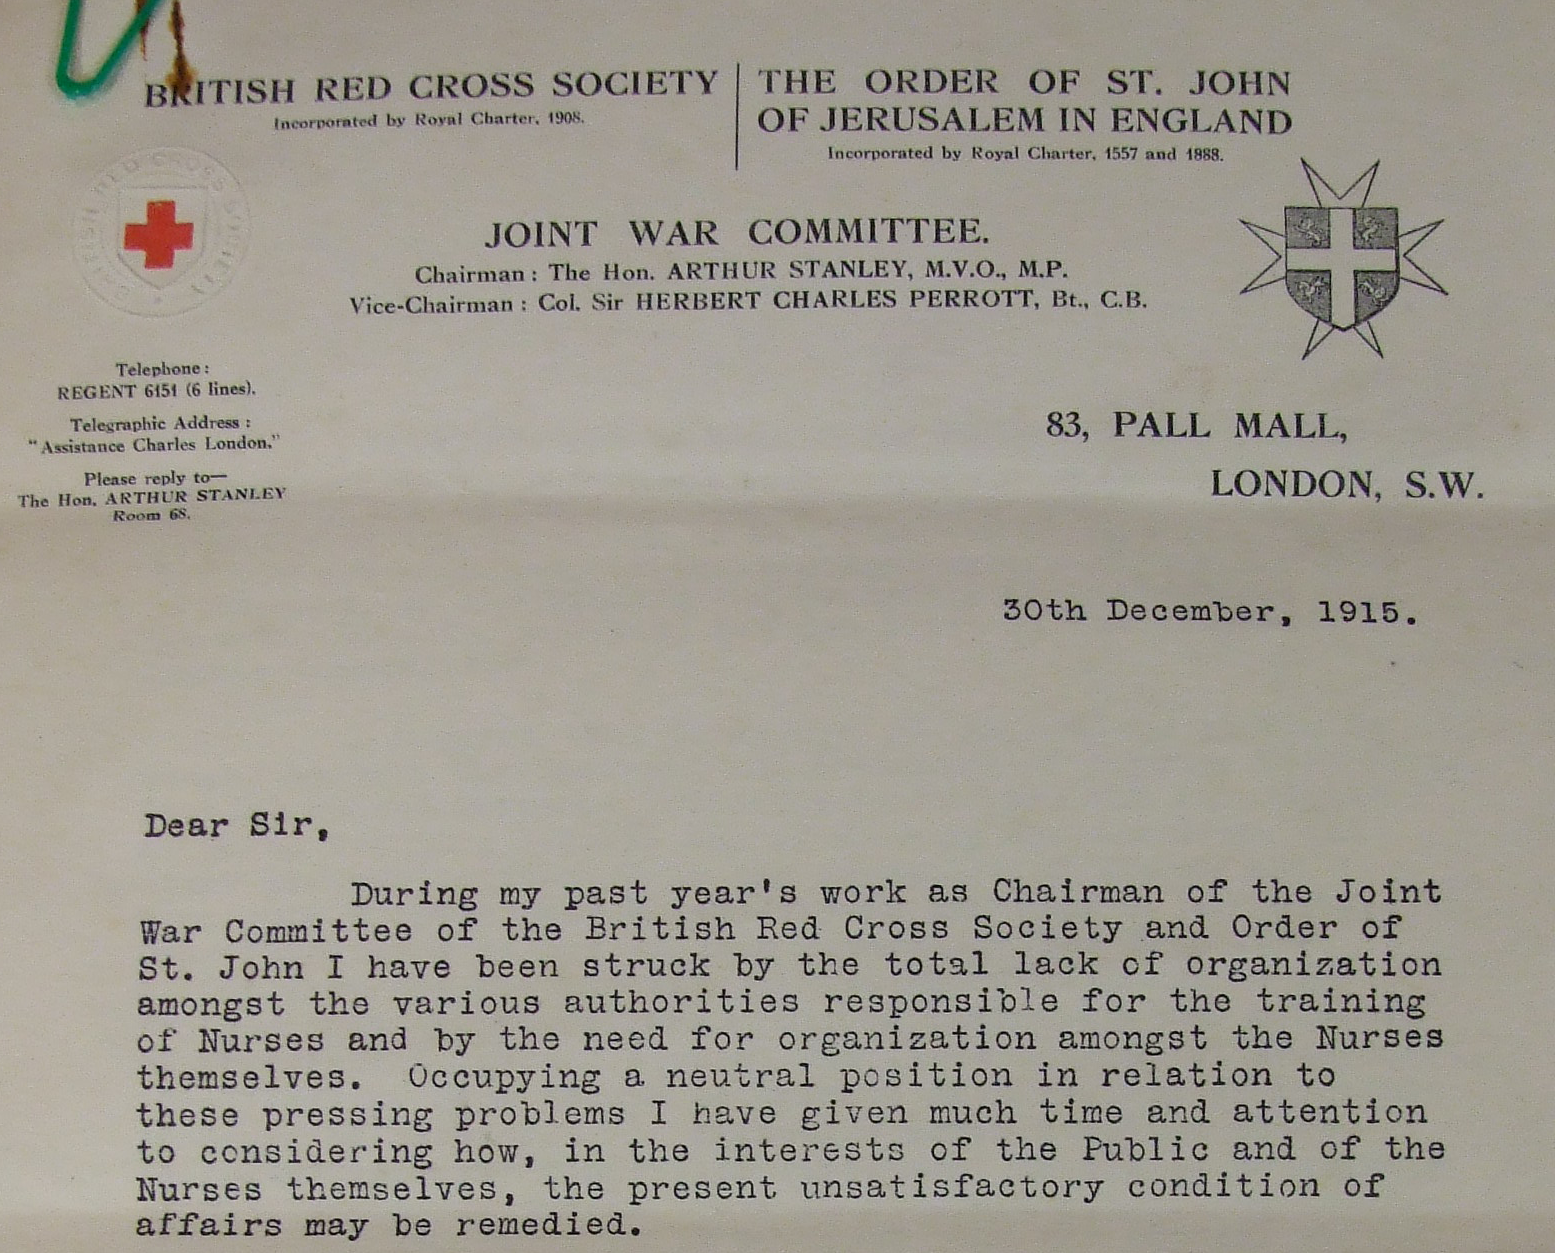 BRITISH RED CROSS SOCIETY
Incorporated by Royal Charter, 1908.
THE ORDER OF ST. JOHN
OF JERUSALEM IN ENGLAND
Incorporated by Royal Charter, 1557 and 1888.
BRITISH RED CROSS SOCIETY
JOINT WAR COMMITTEE.
Chairman : The Hon. ARTHUR STANLEY, M.V.O., M.P.
Vice-Chairman : Col. Sir HERBERT CHARLES PERROTT, Bt., C.B.
Telephone :
REGENT 6151 (6 lines).
Telegraphic Address :
"Assistance Charles London."
Please reply to—
The Hon. ARTHUR STANLEY
Room 68.
83, PALL MALL,
LONDON, S.W.
30th December, 1915.
Dear Sir,
During my past year's work as Chairman of the Joint
War Committee of the British Red Cross Society and Order of
St. John I have been struck by the total lack of organization
amongst the various authorities responsible for the training
of Nurses and by the need for organization amongst the Nurses
themselves. Occupying a neutral position in relation to
these pressing problems I have given much time and attention
to considering how, in the interests of the Public and of the
Nurses themselves, the present unsatisfactory condition of
affairs may be remedied.